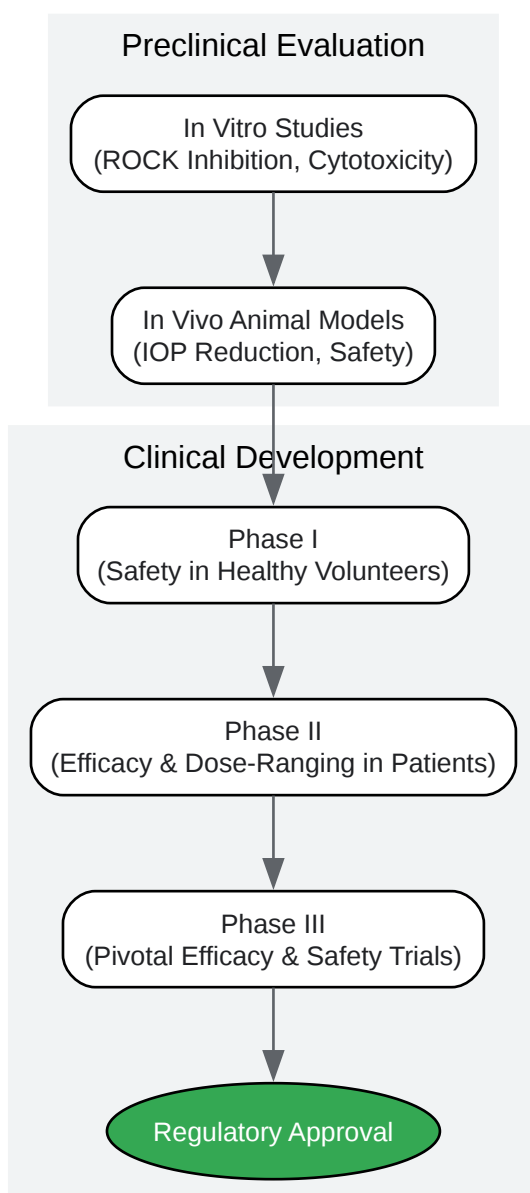 Preclinical Evaluation
In Vitro Studies
(ROCK Inhibition, Cytotoxicity)
In Vivo Animal Models
(IOP Reduction, Safety)
Clinical Development
Phase I
(Safety in Healthy Volunteers)
Phase II
(Efficacy & Dose-Ranging in Patients)
Phase III
(Pivotal Efficacy & Safety Trials)
Regulatory Approval